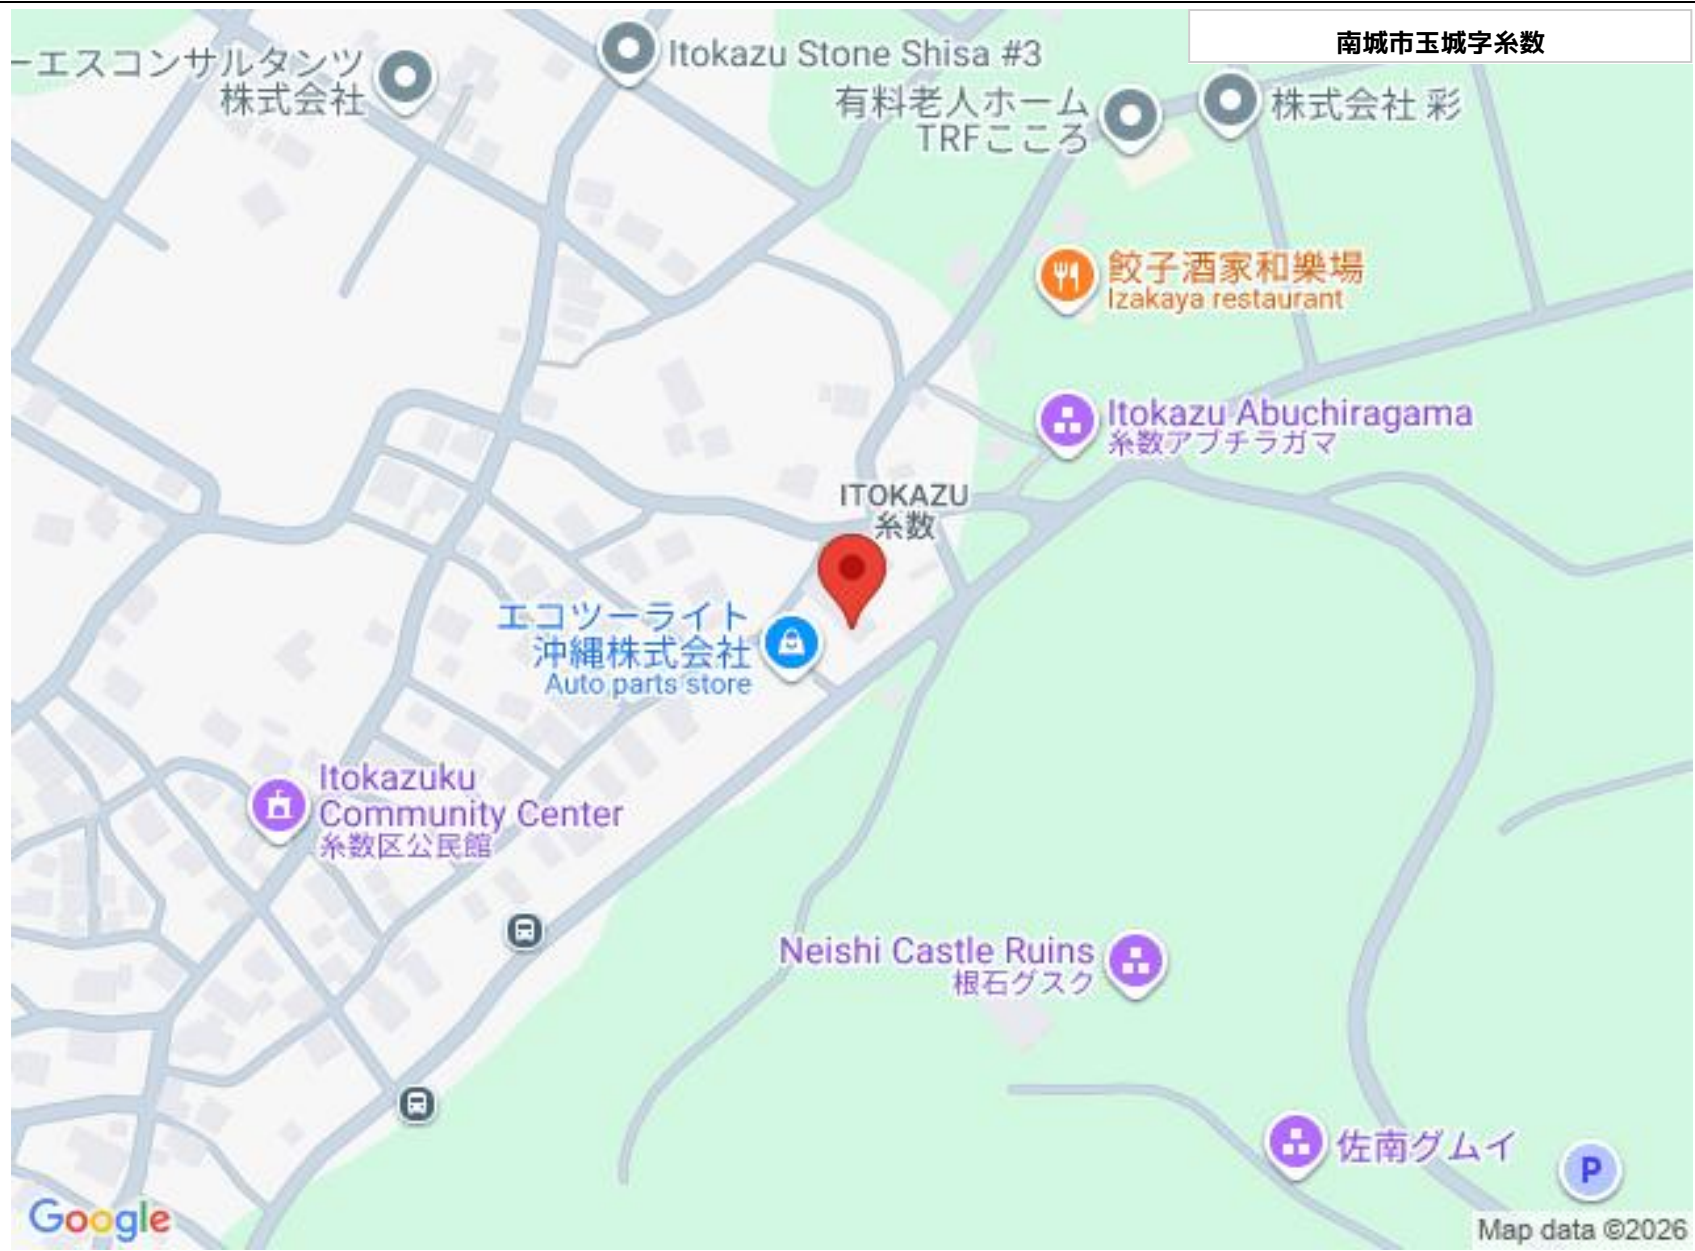 南城市玉城字糸数
ーエスコンサルタンツ
株式会社
Itokazu Stone Shisa #3
有料老人ホーム
TRFこころ
株式会社 彩
餃子酒家和樂場
Izakaya restaurant
Itokazu Abuchiragama
糸数アブチラガマ
ITOKAZU
糸数
エコツーライト
沖縄株式会社
Auto parts store
Itokazuku
Community Center
糸数区公民館
Neishi Castle Ruins
根石グスク
佐南グムイ
P
Google
Map data ©2026